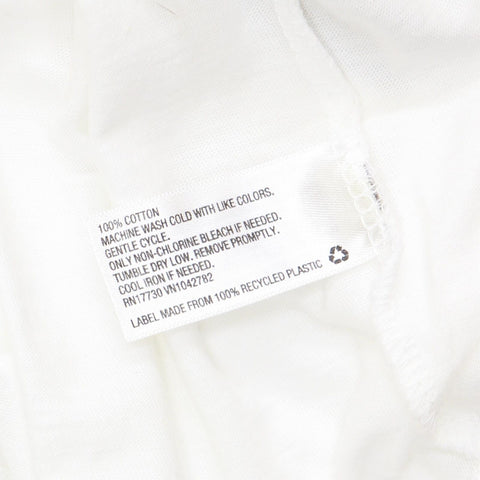 100% COTTON
MACHINE WASH COLD WITH LIKE COLORS.
GENTLE CYCLE.
ONLY NON-CHLORINE BLEACH IF NEEDED.
TUMBLE DRY LOW. REMOVE PROMPTLY.
COOL IRON IF NEEDED.
RN17730 VN1042782
LABEL MADE FROM 100% RECYCLED PLASTIC